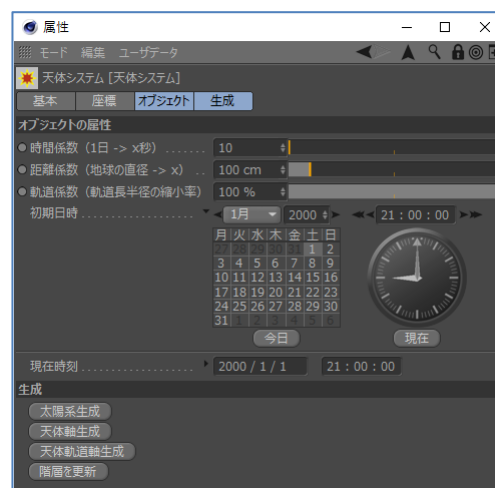 属性
モード 編集 ユーザデータ
天体システム [天体システム]
基本 座標 オブジェクト 生成
オブジェクトの属性
時間係数（1日 -> x秒） . . . . . . . 10
距離係数（地球の直径 -> x） . . 100 cm
軌道係数（軌道長半径の縮小率） 100 %
初期日時 . . . . . . . . . . . . . . . . . 1月 2000 21 : 00 : 00
月 火 水 木 金 土 日
27 28 29 30 31 1 2
3 4 5 6 7 8 9
10 11 12 13 14 15 16
17 18 19 20 21 22 23
24 25 26 27 28 29 30
31 1 2 3 4 5 6
今日 現在
現在時刻 . . . . . . . . . . . . . . . . . 2000 / 1 / 1 21 : 00 : 00
生成
太陽系生成
天体軸生成
天体軌道軸生成
階層を更新